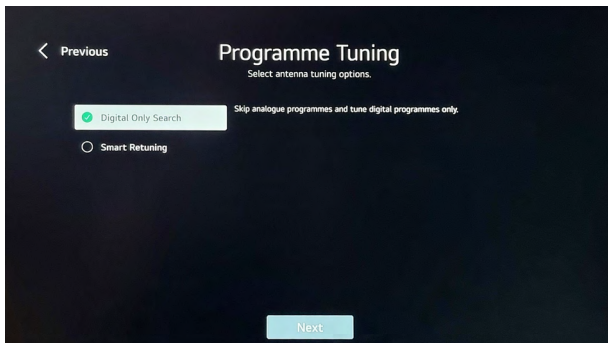 Previous
Programme Tuning
Select antenna tuning options.
Digital Only Search
Skip analogue programmes and tune digital programmes only.
Smart Retuning
Next